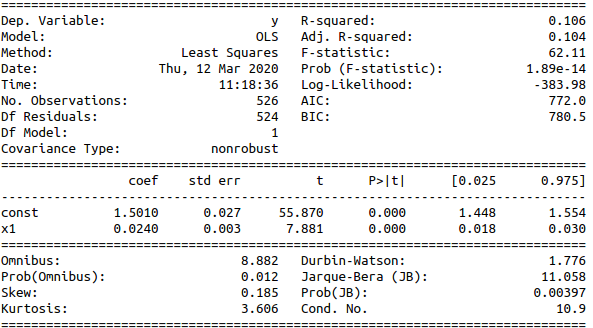 ==============================================================================
Dep. Variable:                      y   R-squared:                       0.106
Model:                            OLS   Adj. R-squared:                  0.104
Method:                 Least Squares   F-statistic:                     62.11
Date:                Thu, 12 Mar 2020   Prob (F-statistic):           1.89e-14
Time:                        11:18:36   Log-Likelihood:                -383.98
No. Observations:                 526   AIC:                             772.0
Df Residuals:                     524   BIC:                             780.5
Df Model:                           1
Covariance Type:            nonrobust
==============================================================================
                 coef    std err          t      P>|t|      [0.025      0.975]
------------------------------------------------------------------------------
const          1.5010      0.027     55.870      0.000       1.448       1.554
x1             0.0240      0.003      7.881      0.000       0.018       0.030
==============================================================================
Omnibus:                        8.882   Durbin-Watson:                   1.776
Prob(Omnibus):                  0.012   Jarque-Bera (JB):               11.058
Skew:                           0.185   Prob(JB):                      0.00397
Kurtosis:                       3.606   Cond. No.                         10.9
==============================================================================